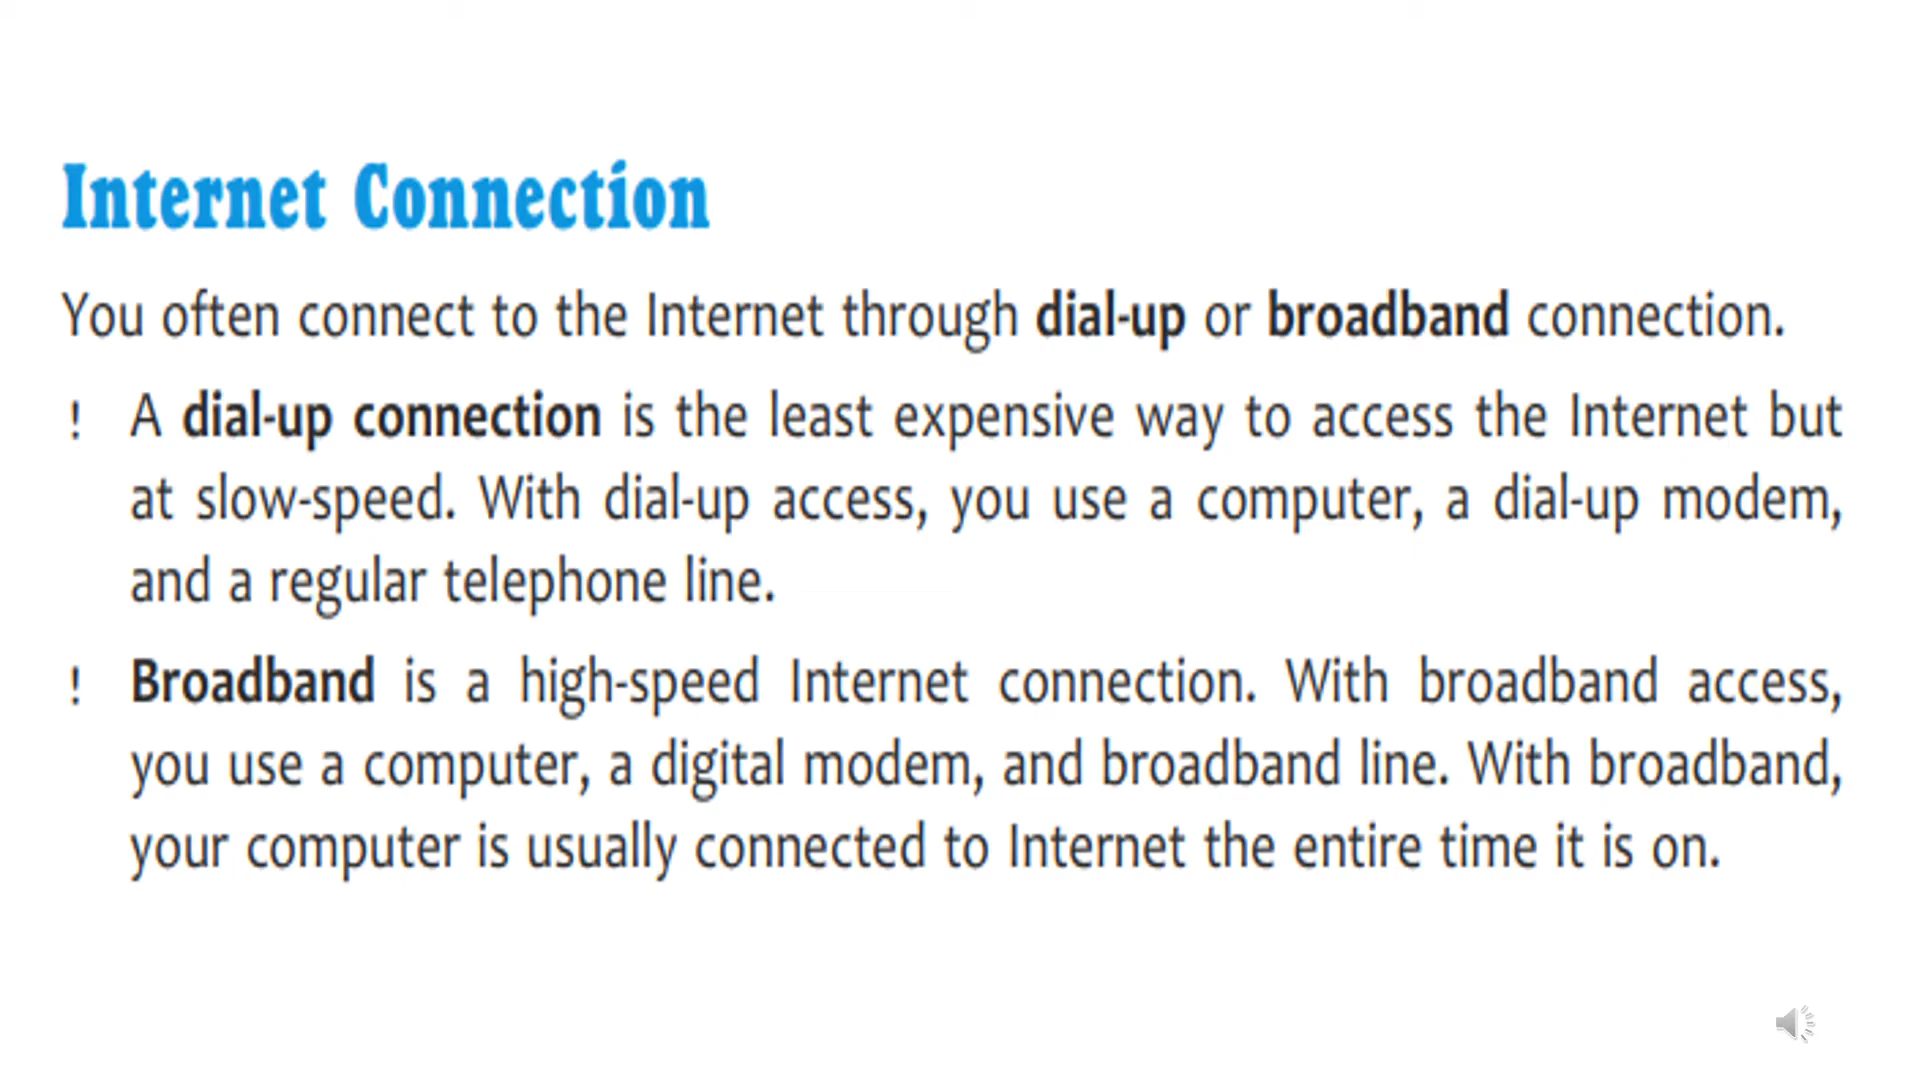 Internet Connection
You often connect to the Internet through dial-up or broadband connection.
! A dial-up connection is the least expensive way to access the Internet but
at slow-speed. With dial-up access, you use a computer, a dial-up modem,
and a regular telephone line.
! Broadband is a high-speed Internet connection. With broadband access,
you use a computer, a digital modem, and broadband line. With broadband,
your computer is usually connected to Internet the entire time it is on.